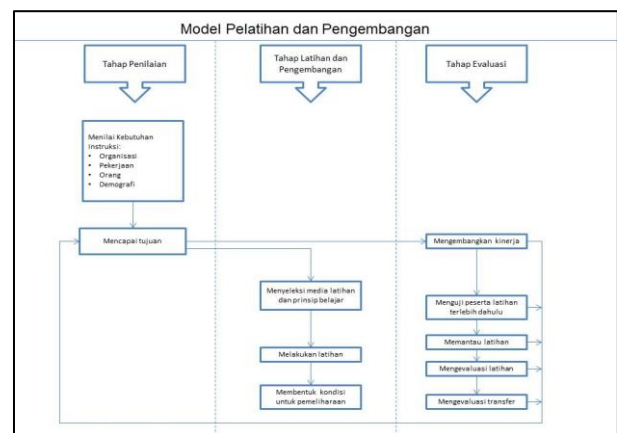 Model Pelatihan dan Pengembangan
Tahap Penilaian
Tahap Latihan dan
Pengembangan
Tahap Evaluasi
Menilai Kebutuhan
Instruksi:
• Organisasi
• Pekerjaan
• Orang
• Demografi
Mencapai tujuan
Mengembangkan kinerja
Menyeleksi media latihan
dan prinsip belajar
Menguji peserta latihan
terlebih dahulu
Melakukan latihan
Memantau latihan
Mengevaluasi latihan
Membentuk kondisi
untuk pemeliharaan
Mengevaluasi transfer